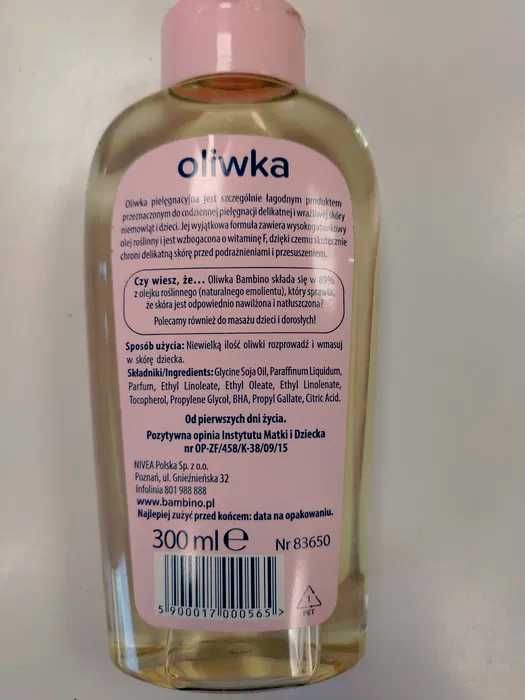 oliwka
Oliwka pielęgnacyjna jest szczególnie łagodnym produktem
przeznaczonym do codziennej pielęgnacji delikatnej i wrażliwej skóry
niemowląt i dzieci. Jej wyjątkowa formuła zawiera wysokogatunkowy
olej roślinny i jest wzbogacona o witaminę F, dzięki czemu skutecznie
chroni delikatną skórę przed podrażnieniami i przesuszeniem.
Czy wiesz, że... Oliwka Bambino składa się w 89%
z olejku roślinnego (naturalnego emolientu), który sprawia,
że skóra jest odpowiednio nawilżona i natłuszczona?
Polecamy również do masażu dzieci i dorosłych!
Sposób użycia: Niewielką ilość oliwki rozprowadź i wmasuj
w skórę dziecka.
Składniki/Ingredients: Glycine Soja Oil, Paraffinum Liquidum,
Parfum, Ethyl Linoleate, Ethyl Oleate, Ethyl Linolenate,
Tocopherol, Propylene Glycol, BHA, Propyl Gallate, Citric Acid.
Od pierwszych dni życia.
Pozytywna opinia Instytutu Matki i Dziecka
nr OP-ZF/458/K-38/09/15
NIVEA Polska Sp. z o.o.
Poznań, ul. Gnieźnieńska 32
Infolinia 801 988 888
www.bambino.pl
Najlepiej zużyć przed końcem: data na opakowaniu.
300 ml e Nr 83650
5 900017 000565 >
1
PET